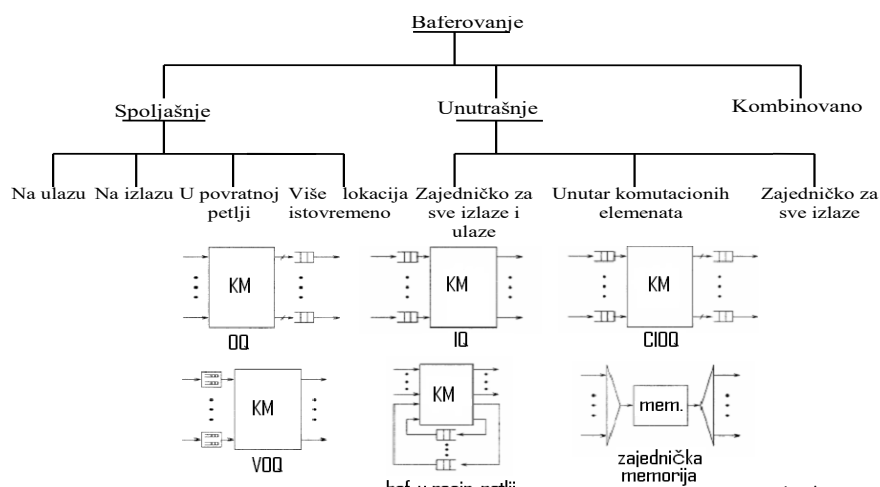 Baferovanje
Spoljašnje
Unutrašnje
Kombinovano
Na ulazu
Na izlazu
U povratnoj
petlji
Više lokacija
istovremeno
Zajedničko za
sve izlaze i
ulaze
Unutar komutacionih
elemenata
Zajedničko za
sve izlaze
KM
OQ
KM
IQ
KM
CIOQ
KM
VOQ
KM
mem.
zajednička
memorija